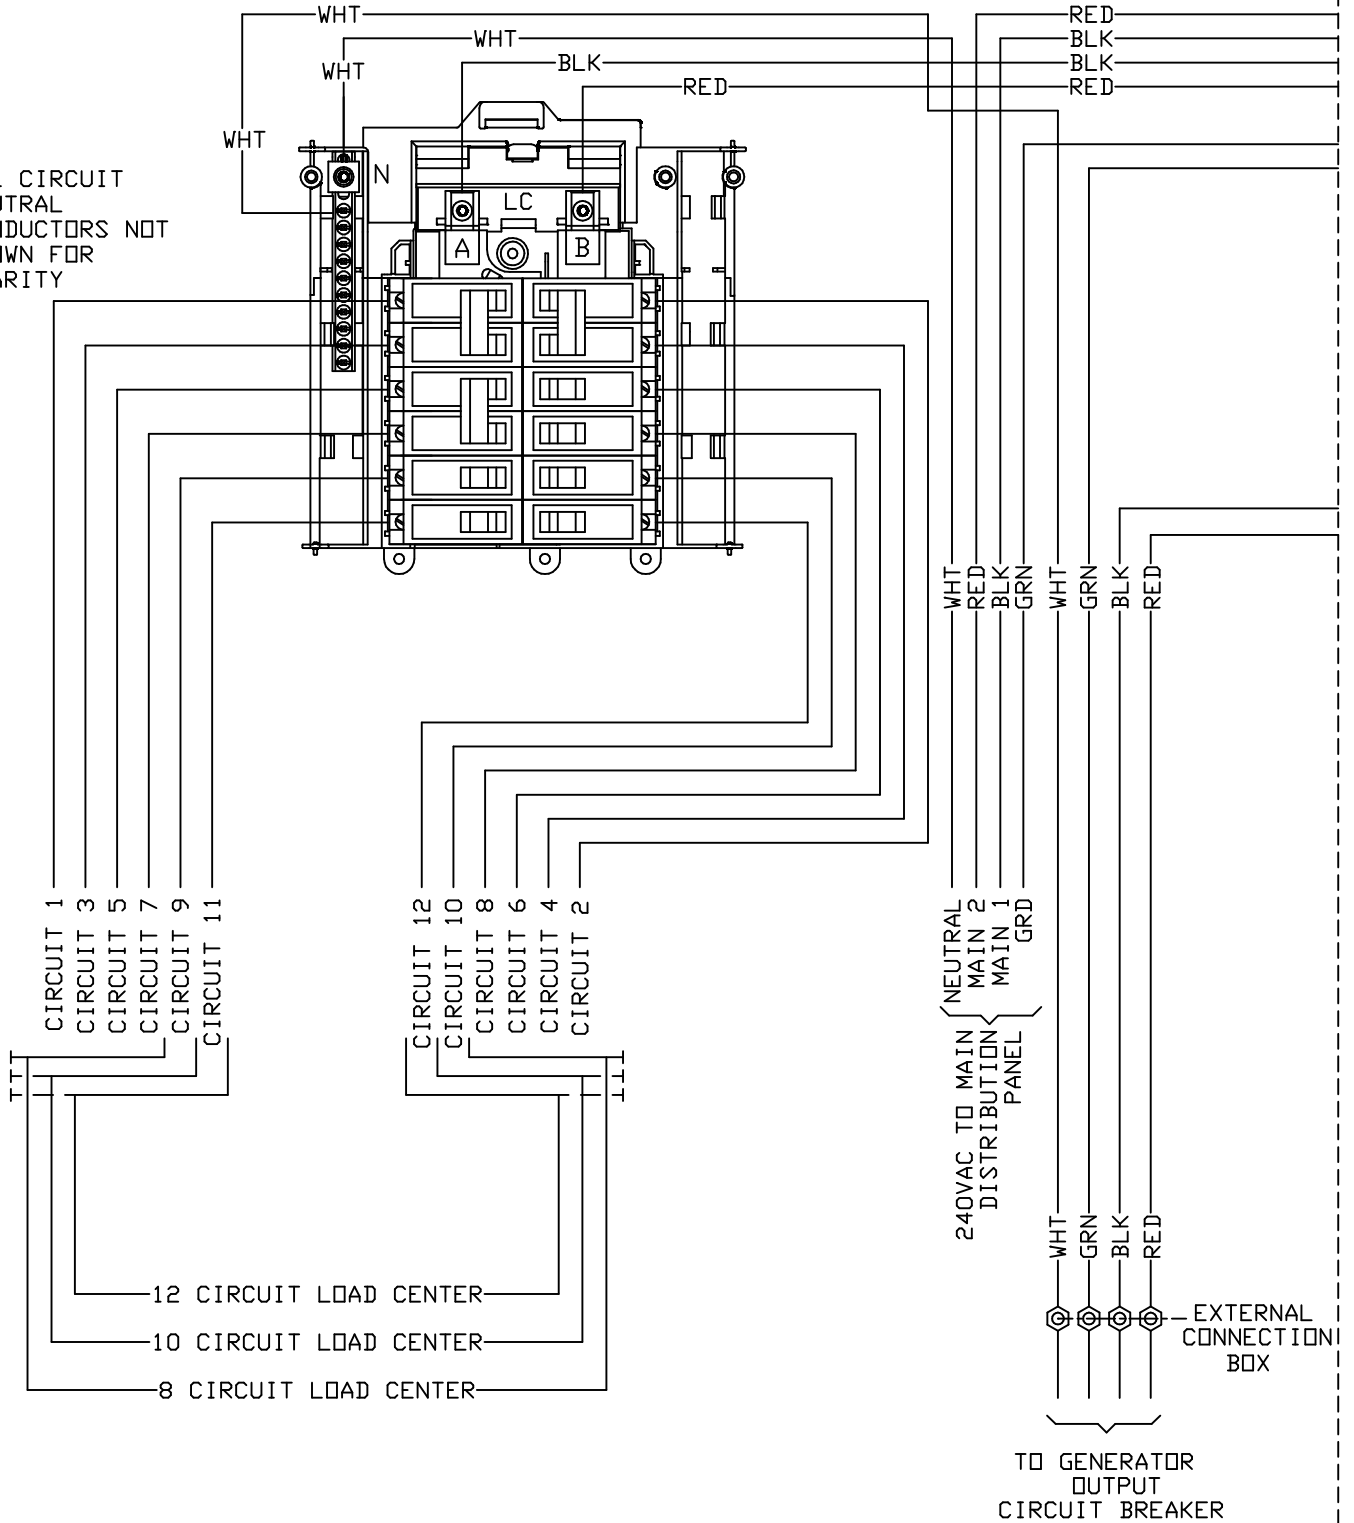 WHT
RED
WHT
BLK
WHT
BLK
BLK
RED
RED
WHT
CIRCUIT
NOT
FOR
N
LC
A
B
WHT
RED
BLK
GRN
WHT
GRN
BLK
RED
CIRCUIT 1
CIRCUIT 3
CIRCUIT 5
CIRCUIT 7
CIRCUIT 9
CIRCUIT 11
CIRCUIT 12
CIRCUIT 10
CIRCUIT 8
CIRCUIT 6
CIRCUIT 4
CIRCUIT 2
NEUTRAL
MAIN 2
MAIN 1
GRD
240VAC TO MAIN
DISTRIBUTION
PANEL
WHT
GRN
BLK
RED
12 CIRCUIT LOAD CENTER
10 CIRCUIT LOAD CENTER
8 CIRCUIT LOAD CENTER
EXTERNAL
CONNECTION
BOX
TO GENERATOR
OUTPUT
CIRCUIT BREAKER